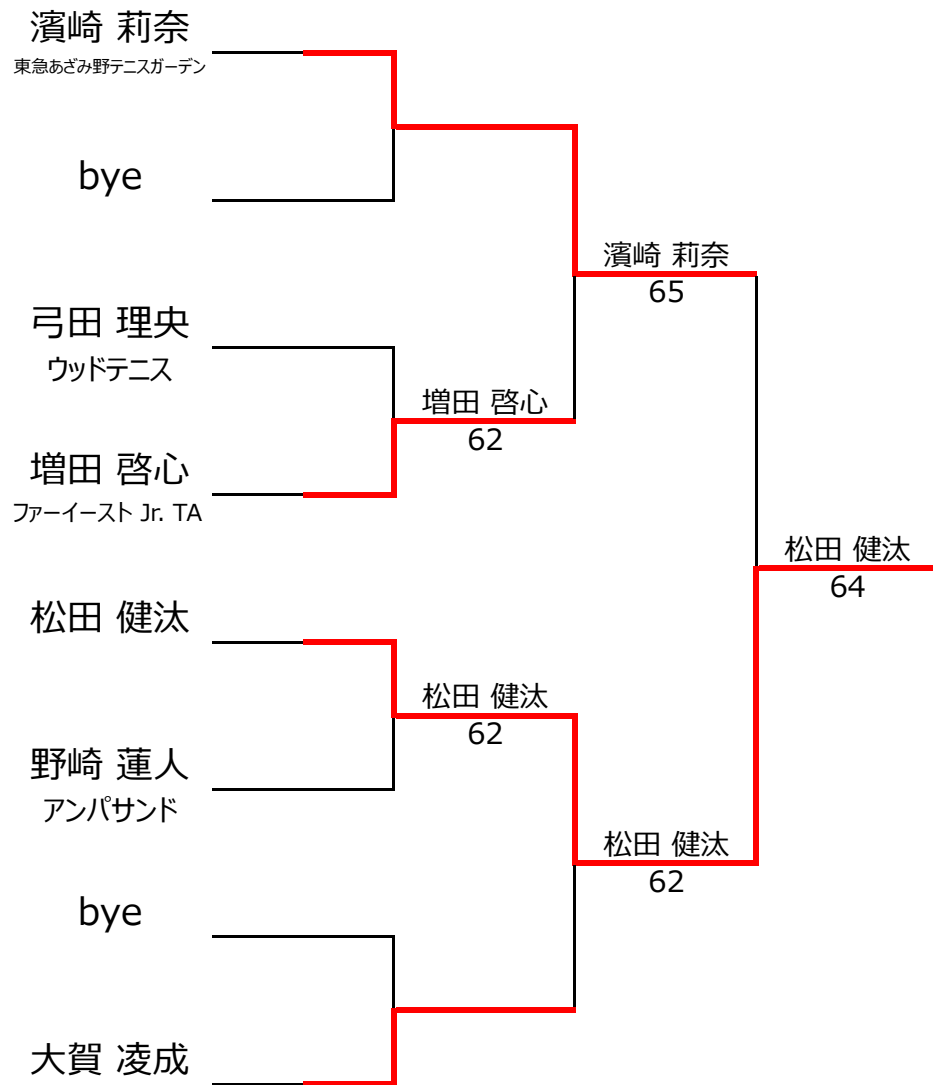 濱崎 莉奈
東急あざみ野テニスガーデン
bye
濱崎 莉奈
65
弓田 理央
ウッドテニス
増田 啓心
62
増田 啓心
ファーイースト Jr. TA
松田 健汰
64
松田 健汰
松田 健汰
62
野崎 蓮人
アンパサンド
松田 健汰
62
bye
大賀 凌成